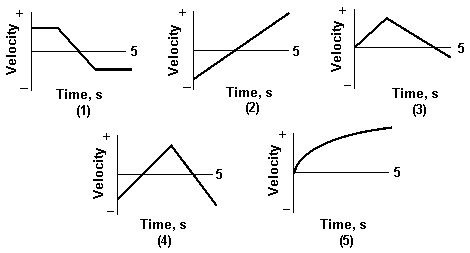 +
Velocity
5
–
Time, s
(1)
+
Velocity
5
–
Time, s
(2)
+
Velocity
5
–
Time, s
(3)
+
Velocity
5
–
Time, s
(4)
+
Velocity
5
–
Time, s
(5)